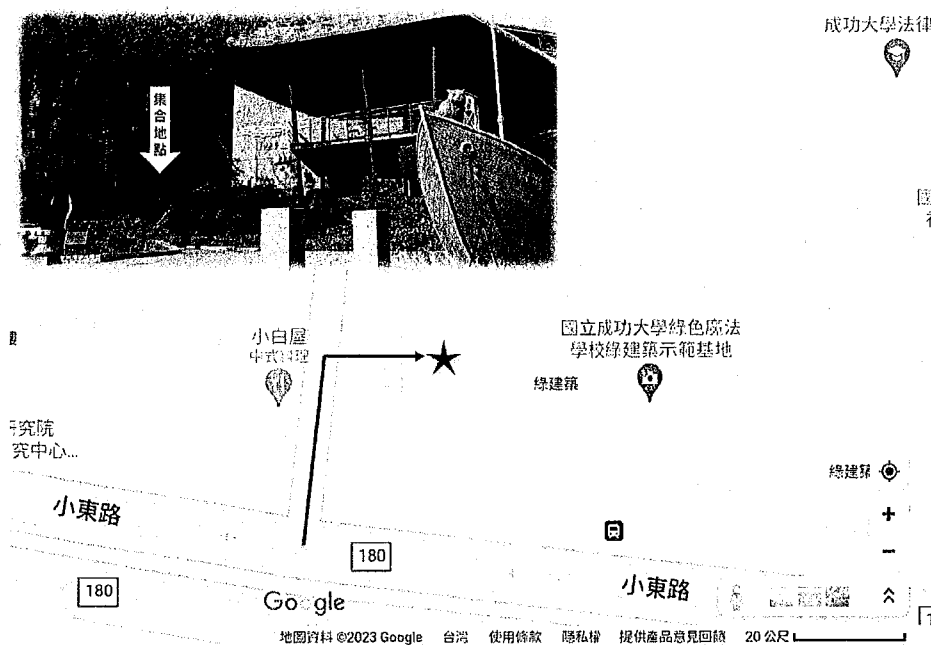 成功大學法律
集合地點
小白屋
中式料理
國立成功大學綠色魔法
學校綠建築示範基地
綠建築
研究院
究中心...
綠建築
小東路
180
180
小東路
Google
地圖資料 ©2023 Google 台灣 使用條款 隱私權 提供產品意見回饋 20 公尺